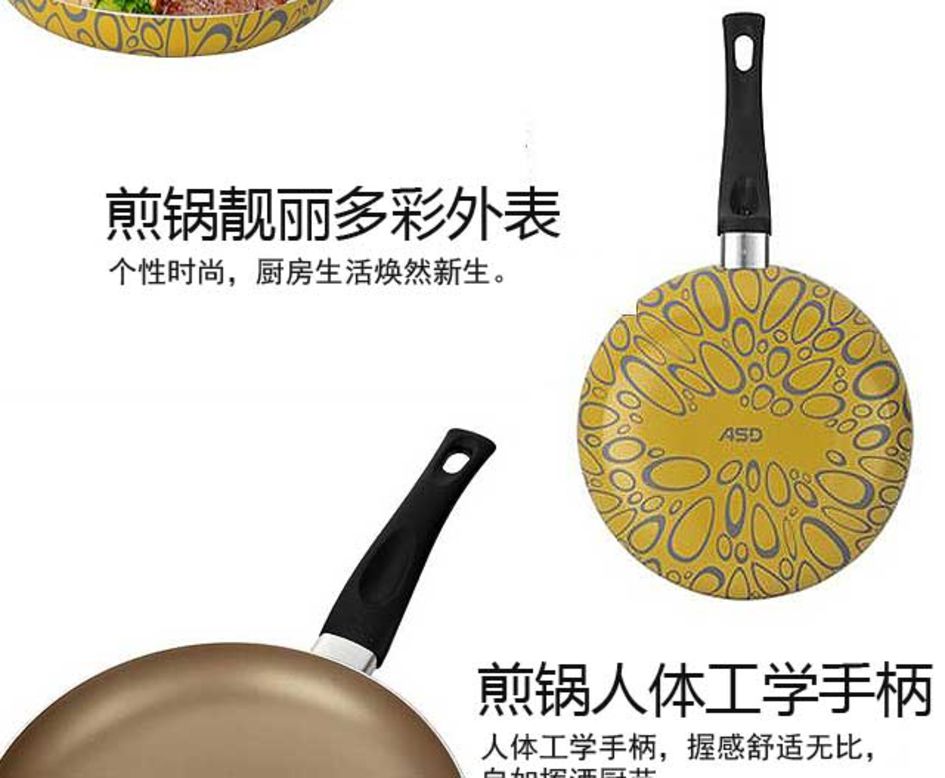 煎锅靓丽多彩外表
个性时尚，厨房生活焕然新生。
ASD
煎锅人体工学手柄
人体工学手柄，握感舒适无比，